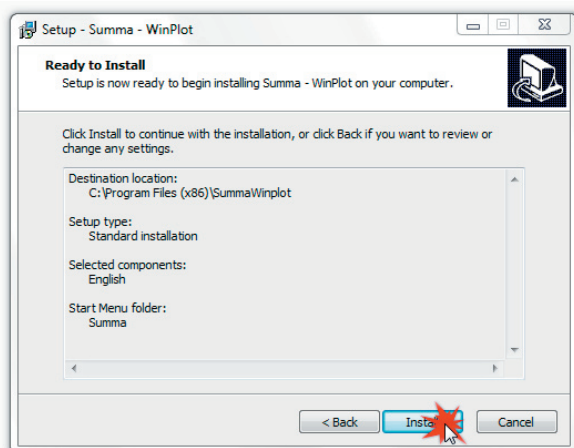 Setup - Summa - WinPlot
Ready to Install
Setup is now ready to begin installing Summa - WinPlot on your computer.
Click Install to continue with the installation, or click Back if you want to review or
change any settings.
Destination location:
C:\Program Files (x86)\SummaWinplot
Setup type:
Standard installation
Selected components:
English
Start Menu folder:
Summa
< Back
Install
Cancel